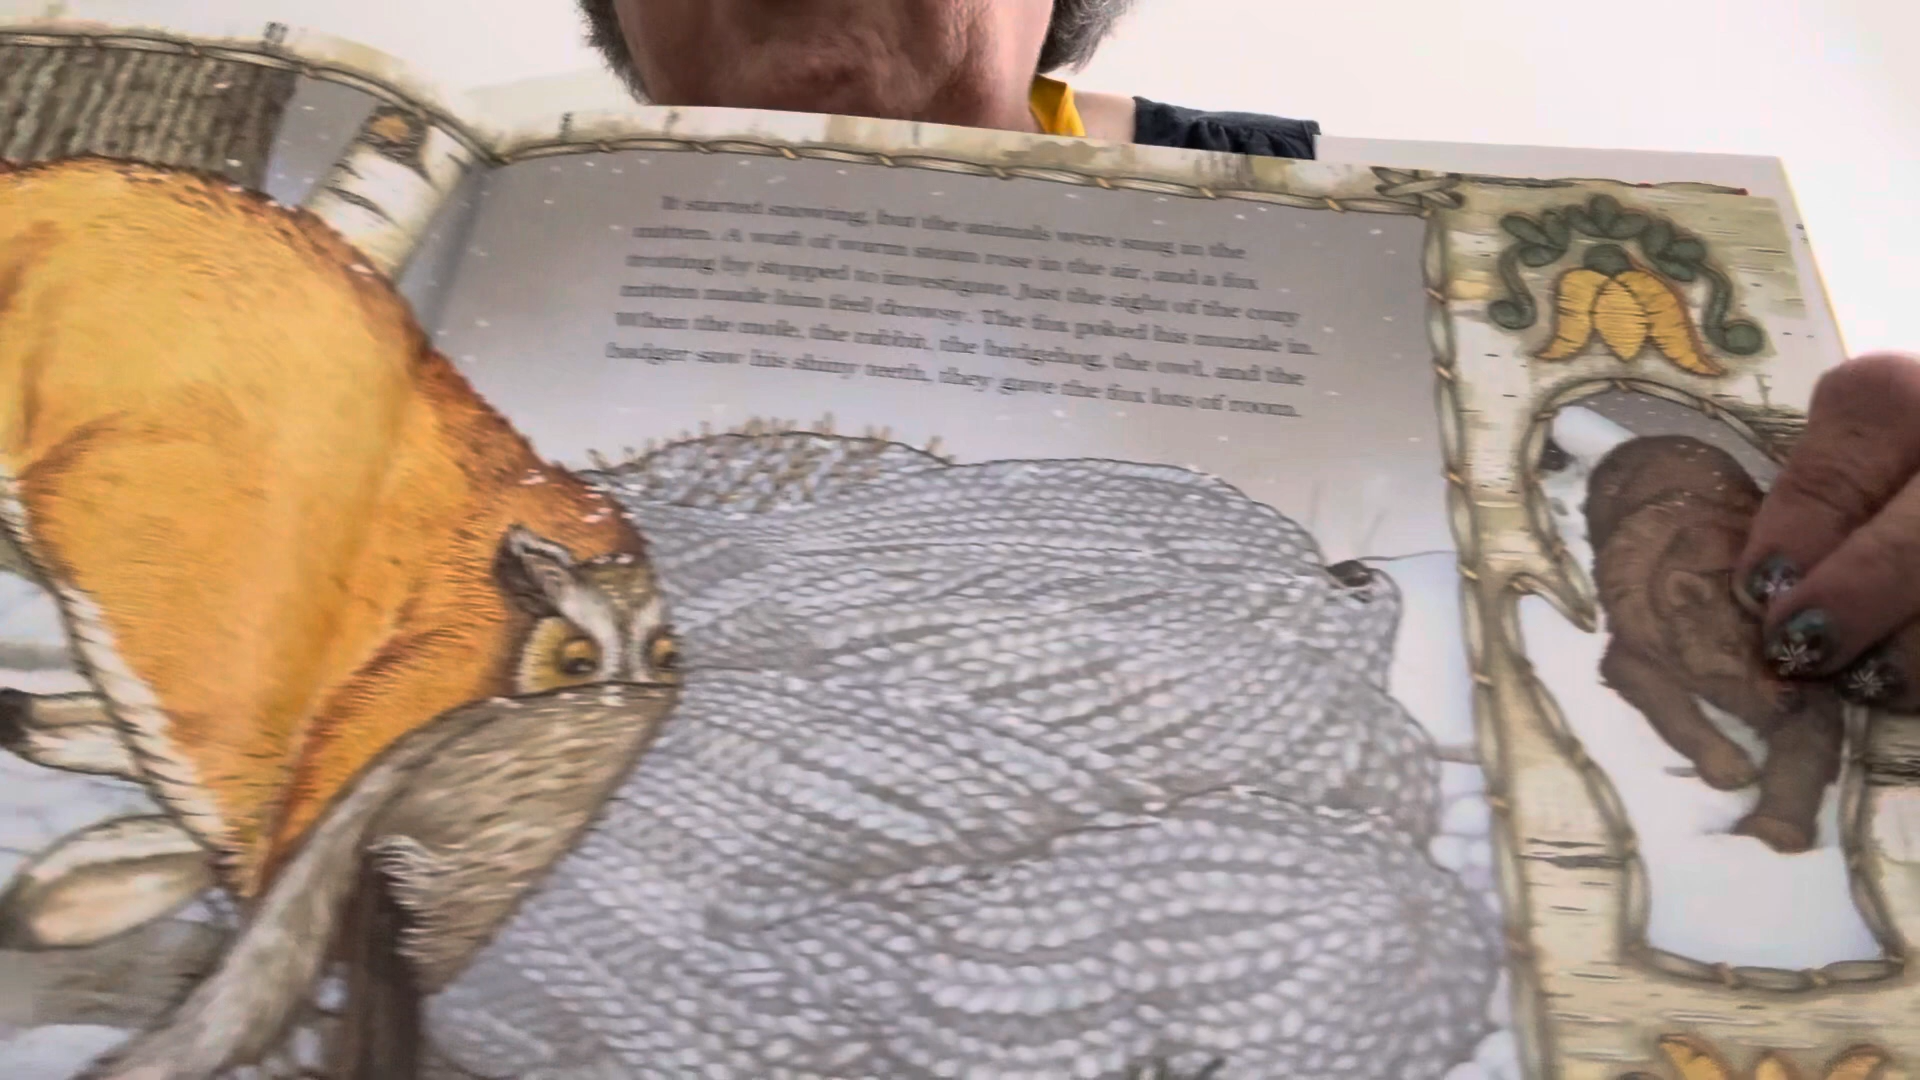 It started snowing, but the animals were snug in the
mitten. A waft of warm steam rose in the air, and a fox
trotting by stopped to investigate. Just the sight of the cozy
mitten made him feel drowsy. The fox poked his muzzle in.
When the mole, the rabbit, the hedgehog, the owl, and the
badger saw his shiny teeth, they gave the fox lots of room.